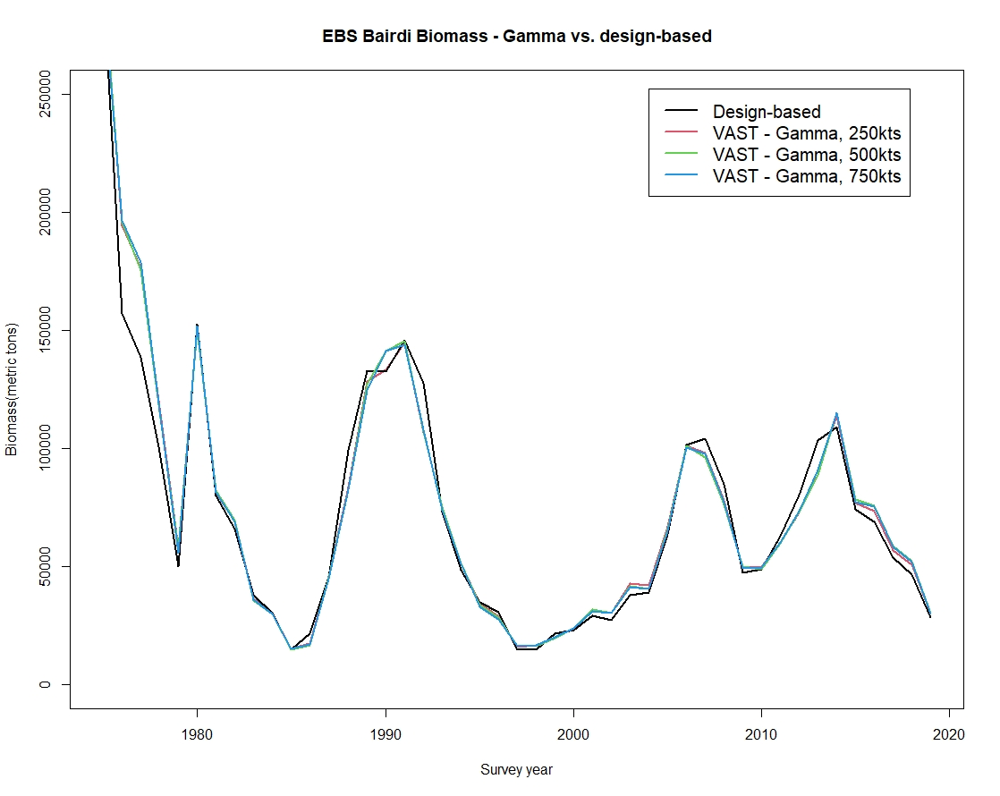 EBS Bairdi Biomass - Gamma vs. design-based
250000
200000
150000
100000
50000
0
Biomass(metric tons)
Design-based
VAST - Gamma, 250kts
VAST - Gamma, 500kts
VAST - Gamma, 750kts
1980
1990
2000
2010
2020
Survey year